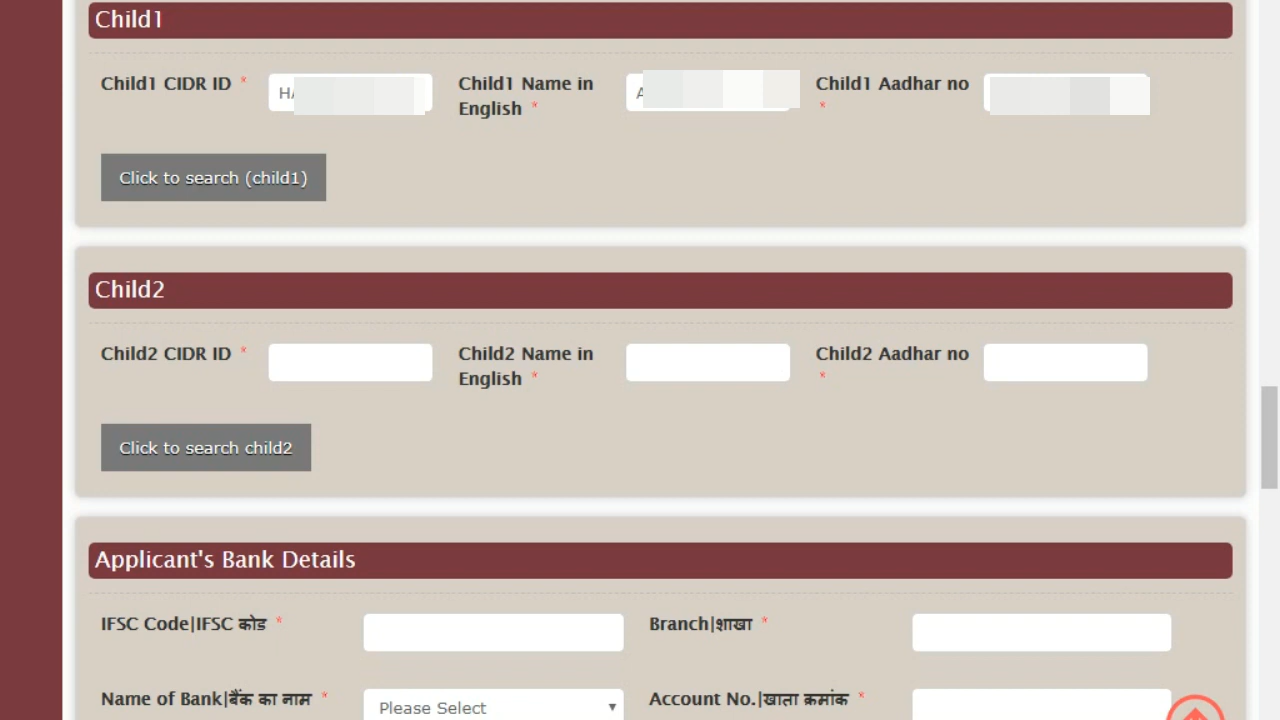 Child1
Child1 CIDR ID *
Child1 Name in English *
Child1 Aadhar no *
Click to search (child1)
Child2
Child2 CIDR ID *
Child2 Name in English *
Child2 Aadhar no *
Click to search child2
Applicant's Bank Details
IFSC Code|IFSC कोड *
Branch|शाखा *
Name of Bank|बैंक का नाम *
Please Select
Account No.|खाता क्रमांक *